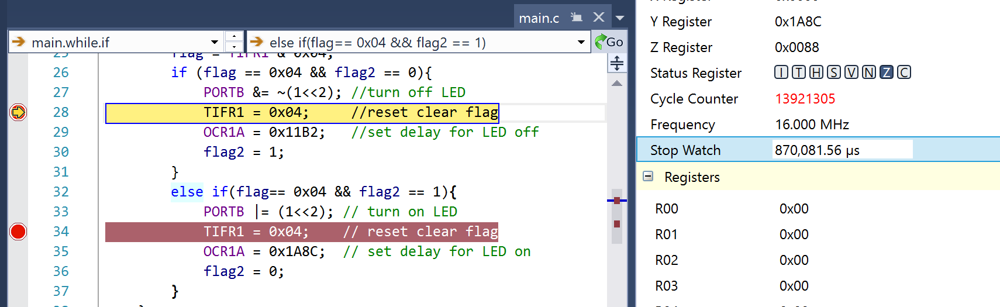 main.c
main.while.if
else if(flag== 0x04 && flag2 == 1)
Go
25 flag = TIFR1 & 0x04;
26 if (flag == 0x04 && flag2 == 0){
27 PORTB &= ~(1<<2); //turn off LED
28 TIFR1 = 0x04; //reset clear flag
29 OCR1A = 0x11B2; //set delay for LED off
30 flag2 = 1;
31 }
32 else if(flag== 0x04 && flag2 == 1){
33 PORTB |= (1<<2); // turn on LED
34 TIFR1 = 0x04; // reset clear flag
35 OCR1A = 0x1A8C; // set delay for LED on
36 flag2 = 0;
37 }
Y Register 0x1A8C
Z Register 0x0088
Status Register I T H S V N Z C
Cycle Counter 13921305
Frequency 16.000 MHz
Stop Watch 870,081.56 µs
Registers
R00 0x00
R01 0x00
R02 0x00
R03 0x00